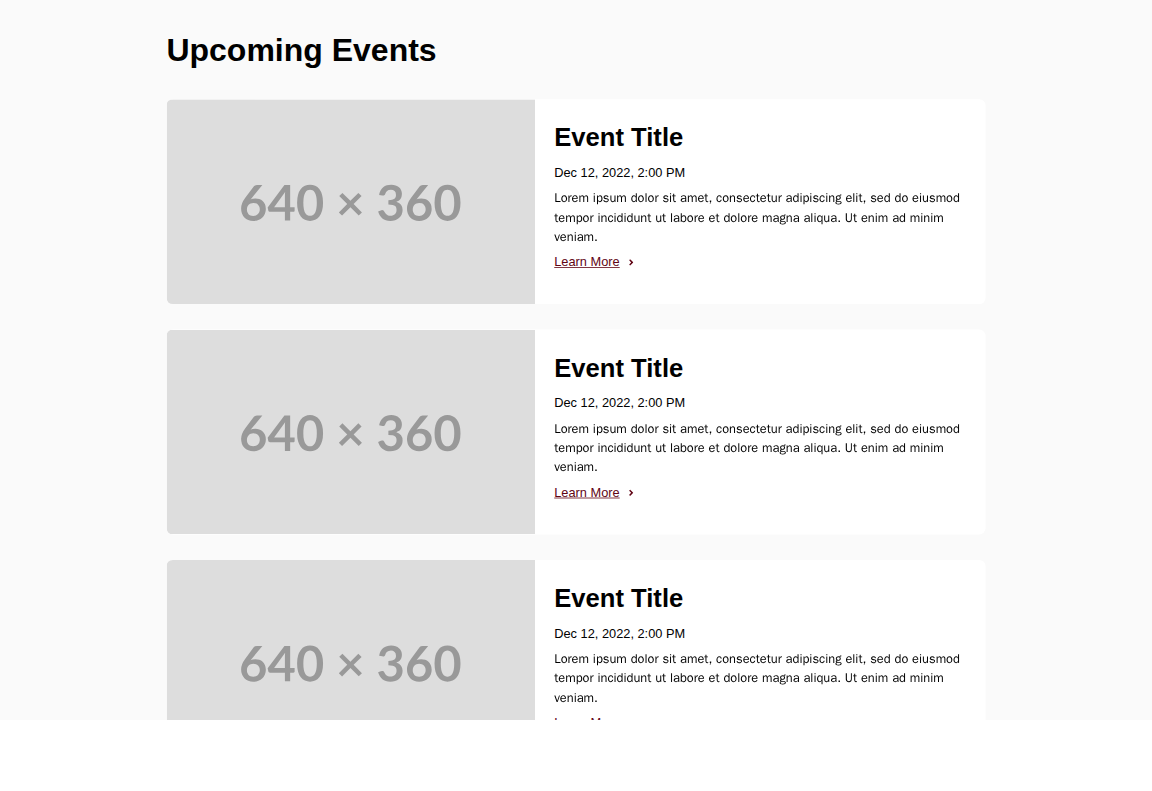 Upcoming Events
640 × 360
Event Title
Dec 12, 2022, 2:00 PM
Lorem ipsum dolor sit amet, consectetur adipiscing elit, sed do eiusmod
tempor incididunt ut labore et dolore magna aliqua. Ut enim ad minim
veniam.
Learn More ›
640 × 360
Event Title
Dec 12, 2022, 2:00 PM
Lorem ipsum dolor sit amet, consectetur adipiscing elit, sed do eiusmod
tempor incididunt ut labore et dolore magna aliqua. Ut enim ad minim
veniam.
Learn More ›
640 × 360
Event Title
Dec 12, 2022, 2:00 PM
Lorem ipsum dolor sit amet, consectetur adipiscing elit, sed do eiusmod
tempor incididunt ut labore et dolore magna aliqua. Ut enim ad minim
veniam.